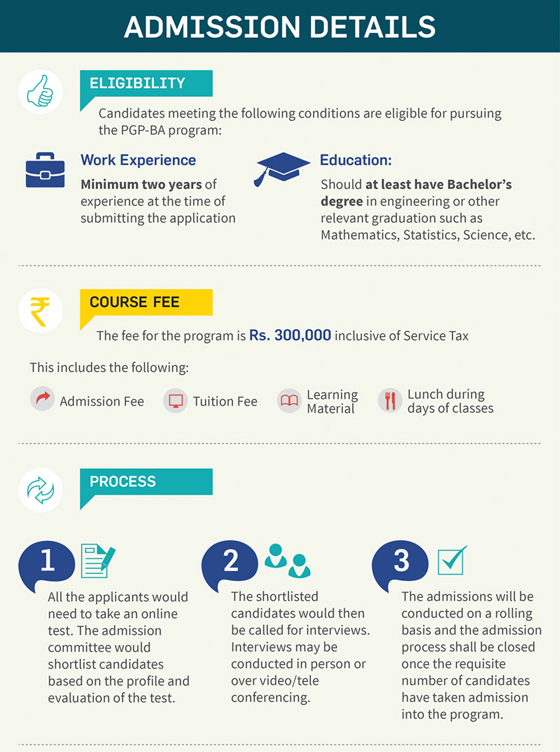 ADMISSION DETAILS
ELIGIBILITY
Candidates meeting the following conditions are eligible for pursuing
the PGP-BA program:
Work Experience
Minimum two years of
experience at the time of
submitting the application
Education:
Should at least have Bachelor's
degree in engineering or other
relevant graduation such as
Mathematics, Statistics, Science, etc.
₹
COURSE FEE
The fee for the program is Rs. 300,000 inclusive of Service Tax
This includes the following:
Admission Fee
Tuition Fee
Learning
Material
Lunch during
days of classes
PROCESS
1
All the applicants would
need to take an online
test. The admission
committee would
shortlist candidates
based on the profile and
evaluation of the test.
2
The shortlisted
candidates would then
be called for interviews.
Interviews may be
conducted in person or
over video/tele
conferencing.
3
The admissions will be
conducted on a rolling
basis and the admission
process shall be closed
once the requisite
number of candidates
have taken admission
into the program.